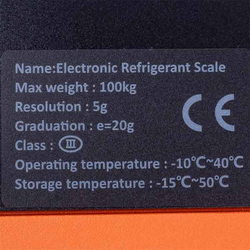 Name:Electronic Refrigerant Scale
Max weight : 100kg
Resolution : 5g
Graduation : e=20g
Class : III
CE
Operating temperature : -10℃~40℃
Storage temperature : -15℃~50℃